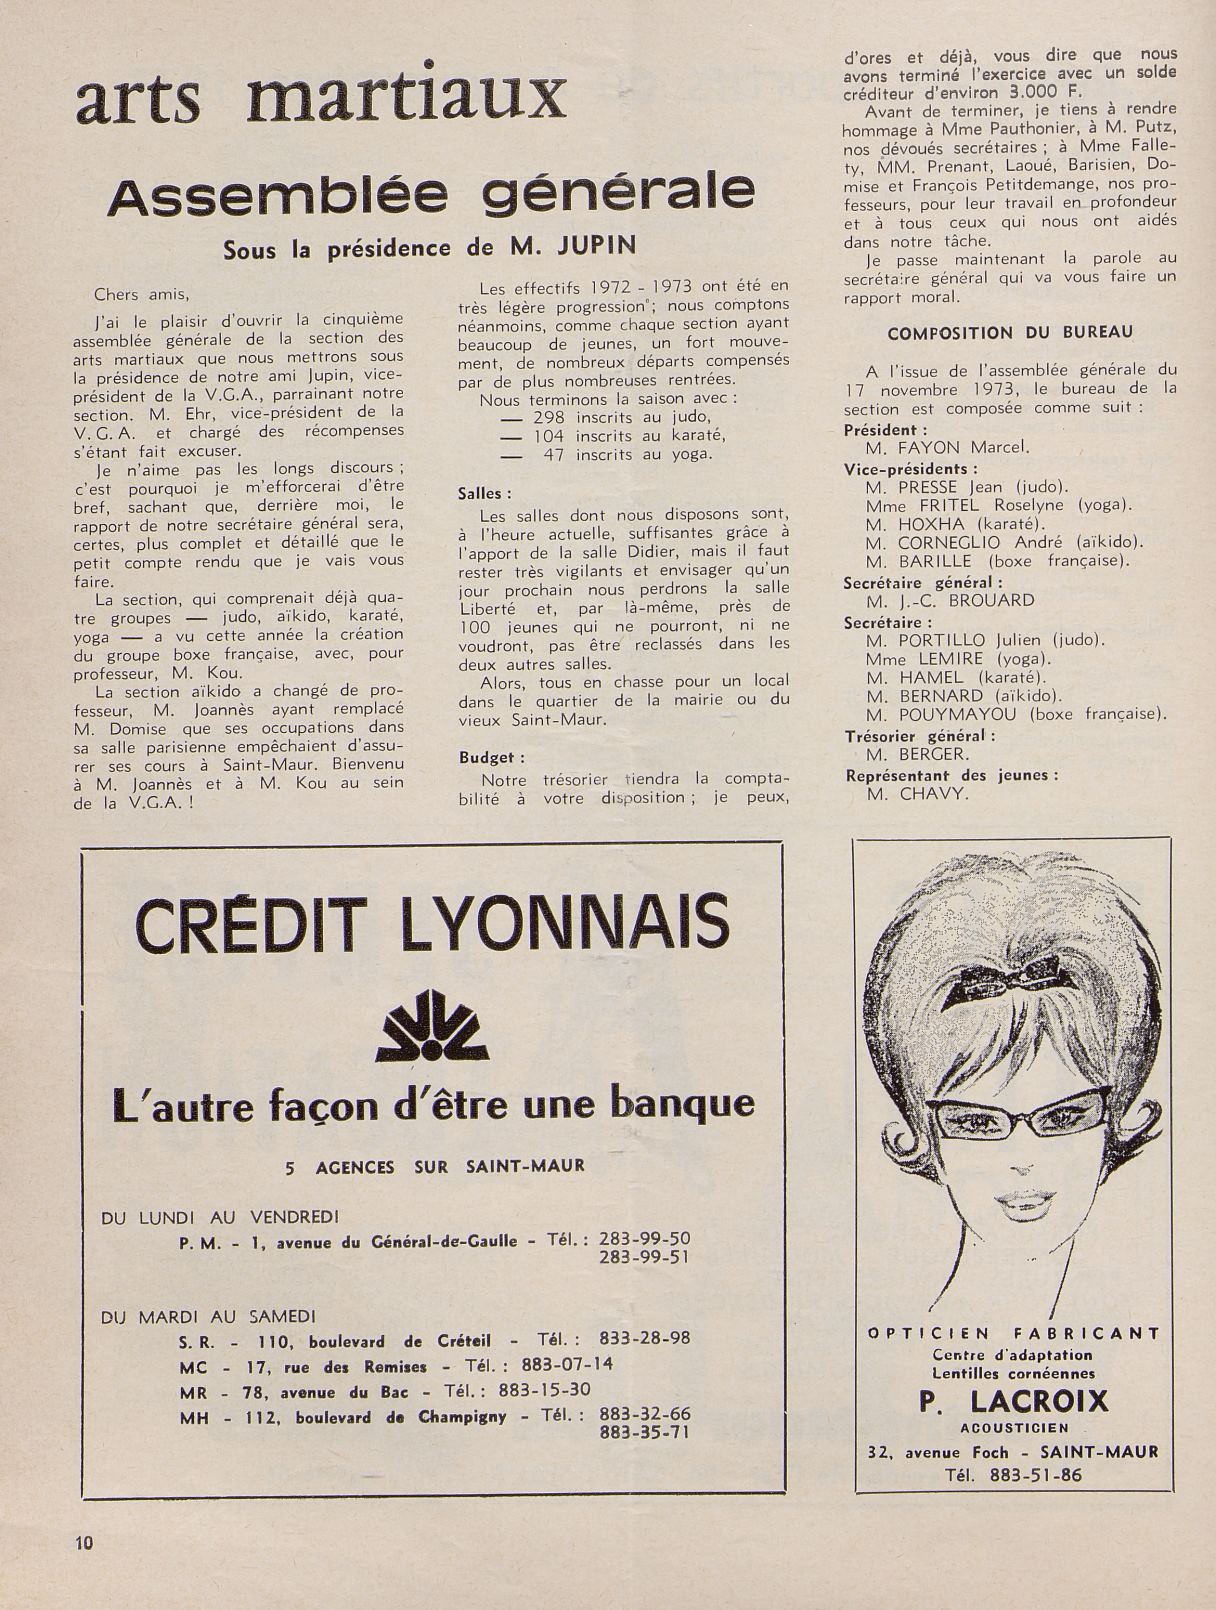 arts martiaux
Assemblée générale
Sous la présidence de M. JUPIN
Chers amis,
J'ai le plaisir d'ouvrir la cinquième
assemblée générale de la section des
arts martiaux que nous mettrons sous
la présidence de notre ami Jupin, vice-
président de la V.G.A., parrainant notre
section. M. Ehr, vice-président de la
V. G. A. et chargé des récompenses
s'étant fait excuser.
Je n'aime pas les longs discours ;
c'est pourquoi je m'efforcerai d'être
bref, sachant que, derrière moi, le
rapport de notre secrétaire général sera,
certes, plus complet et détaillé que le
petit compte rendu que je vais vous
faire.
La section, qui comprenait déjà qua-
tre groupes — judo, aïkido, karaté,
yoga — a vu cette année la création
du groupe boxe française, avec, pour
professeur, M. Kou.
La section aïkido a changé de pro-
fesseur, M. Joannès ayant remplacé
M. Domise que ses occupations dans
sa salle parisienne empêchaient d'assu-
rer ses cours à Saint-Maur. Bienvenu
à M. Joannès et à M. Kou au sein
de la V.G.A. !
Les effectifs 1972 - 1973 ont été en
très légère progression ; nous comptons
néanmoins, comme chaque section ayant
beaucoup de jeunes, un fort mouve-
ment, de nombreux départs compensés
par de plus nombreuses rentrées.
Nous terminons la saison avec :
— 298 inscrits au judo,
— 104 inscrits au karaté,
— 47 inscrits au yoga.
Salles :
Les salles dont nous disposons sont,
à l'heure actuelle, suffisantes grâce à
l'apport de la salle Didier, mais il faut
rester très vigilants et envisager qu'un
jour prochain nous perdrons la salle
Liberté et, par là-même, près de
100 jeunes qui ne pourront, ni ne
voudront, pas être reclassés dans les
deux autres salles.
Alors, tous en chasse pour un local
dans le quartier de la mairie ou du
vieux Saint-Maur.
Budget :
Notre trésorier tiendra la compta-
bilité à votre disposition ; je peux,
d'ores et déjà, vous dire que nous
avons terminé l'exercice avec un solde
créditeur d'environ 3.000 F.
Avant de terminer, je tiens à rendre
hommage à Mme Pauthonier, à M. Putz,
nos dévoués secrétaires ; à Mme Falle-
ty, MM. Prenant, Laoué, Barisien, Do-
mise et François Petitdemange, nos pro-
fesseurs, pour leur travail en profondeur
et à tous ceux qui nous ont aidés
dans notre tâche.
Je passe maintenant la parole au
secrétaire général qui va vous faire un
rapport moral.
COMPOSITION DU BUREAU
A l'issue de l'assemblée générale du
17 novembre 1973, le bureau de la
section est composée comme suit :
Président :
M. FAYON Marcel.
Vice-présidents :
M. PRESSE Jean (judo).
Mme FRITEL Roselyne (yoga).
M. HOXHA (karaté).
M. CORNEGLIO André (aïkido).
M. BARILLE (boxe française).
Secrétaire général :
M. J.-C. BROUARD
Secrétaire :
M. PORTILLO Julien (judo).
Mme LEMIRE (yoga).
M. HAMEL (karaté).
M. BERNARD (aïkido).
M. POUYMAYOU (boxe française).
Trésorier général :
M. BERGER.
Représentant des jeunes :
M. CHAVY.
CRÉDIT LYONNAIS
L'autre façon d'être une banque
5 AGENCES SUR SAINT-MAUR
DU LUNDI AU VENDREDI
P. M. - 1, avenue du Général-de-Gaulle - Tél. : 283-99-50
283-99-51
DU MARDI AU SAMEDI
S. R. - 110, boulevard de Créteil - Tél. : 833-28-98
MC - 17, rue des Remises - Tél. : 883-07-14
MR - 78, avenue du Bac - Tél. : 883-15-30
MH - 112, boulevard de Champigny - Tél. : 883-32-66
883-35-71
OPTICIEN FABRICANT
Centre d'adaptation
Lentilles cornéennes
P. LACROIX
ACOUSTICIEN
32, avenue Foch - SAINT-MAUR
Tél. 883-51-86
10